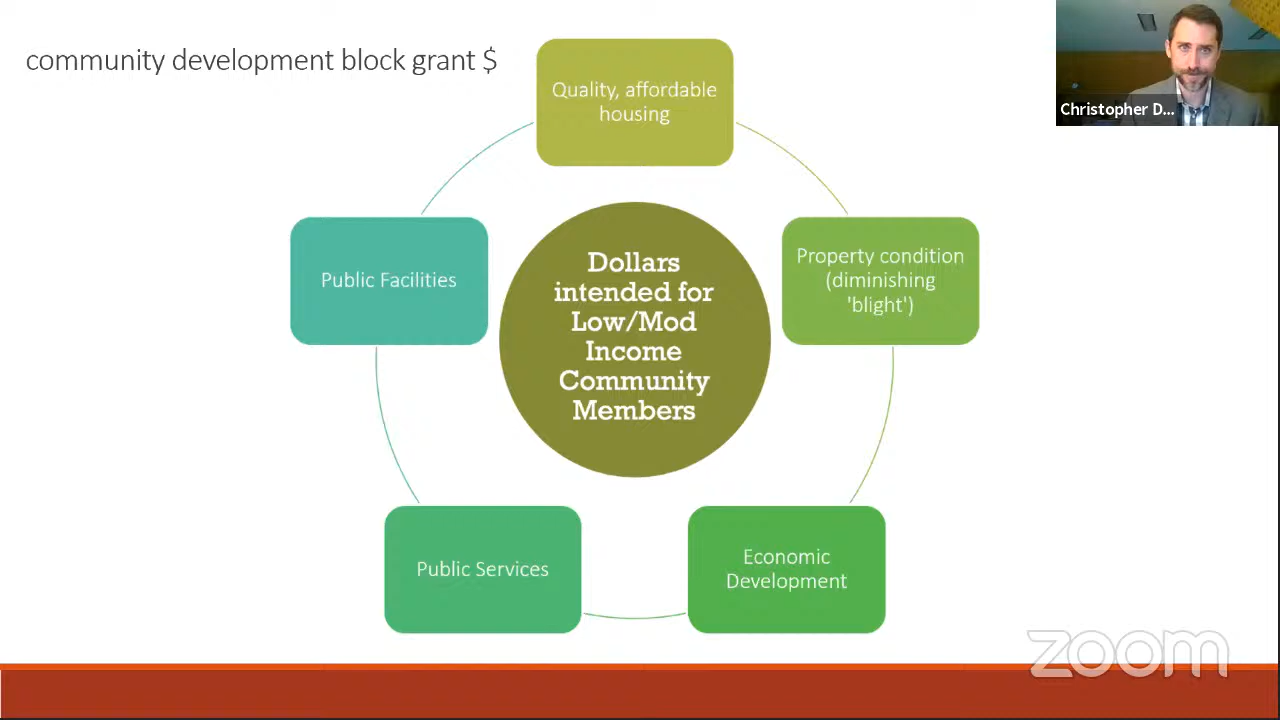 community development block grant $
Quality, affordable
housing
Christopher D...
Public Facilities
Dollars
intended for
Low/Mod
Income
Community
Members
Property condition
(diminishing
'blight')
Public Services
Economic
Development
zoom